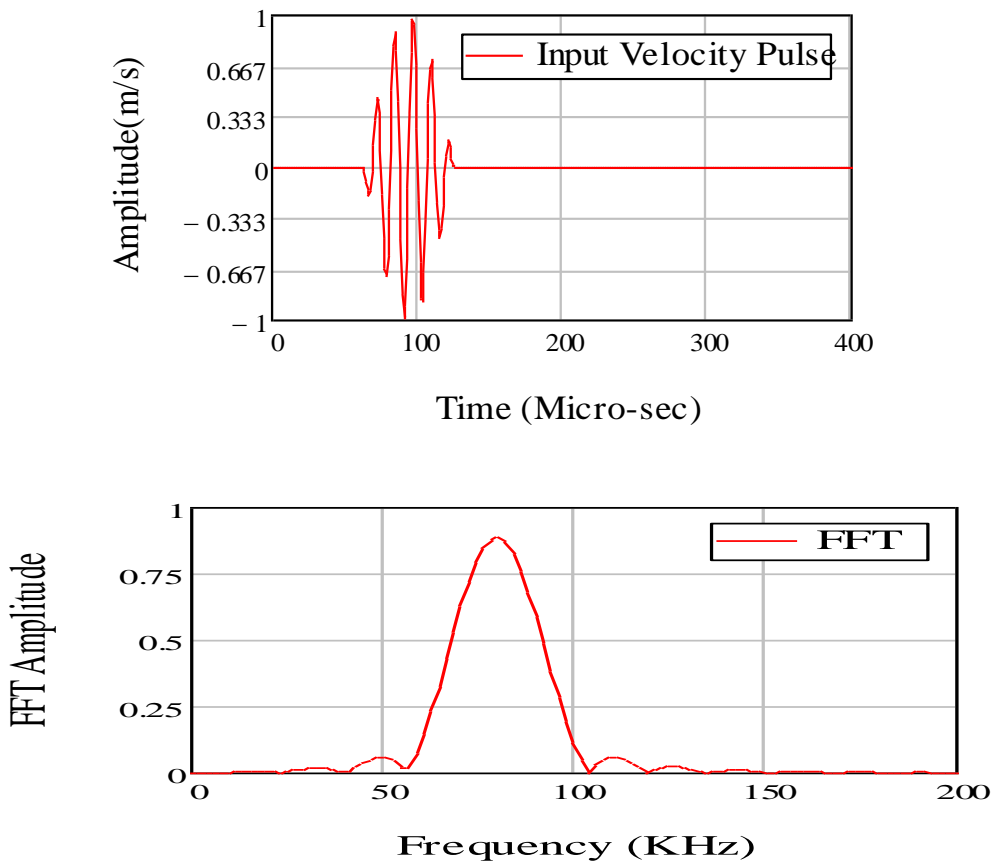 1
Input Velocity Pulse
0.667
0.333
0
− 0.333
− 0.667
− 1
Amplitude(m/s)
0 100 200 300 400
Time (Micro-sec)
1
FFT
0.75
0.5
0.25
0
FFT Amplitude
0 50 100 150 200
Frequency (KHz)